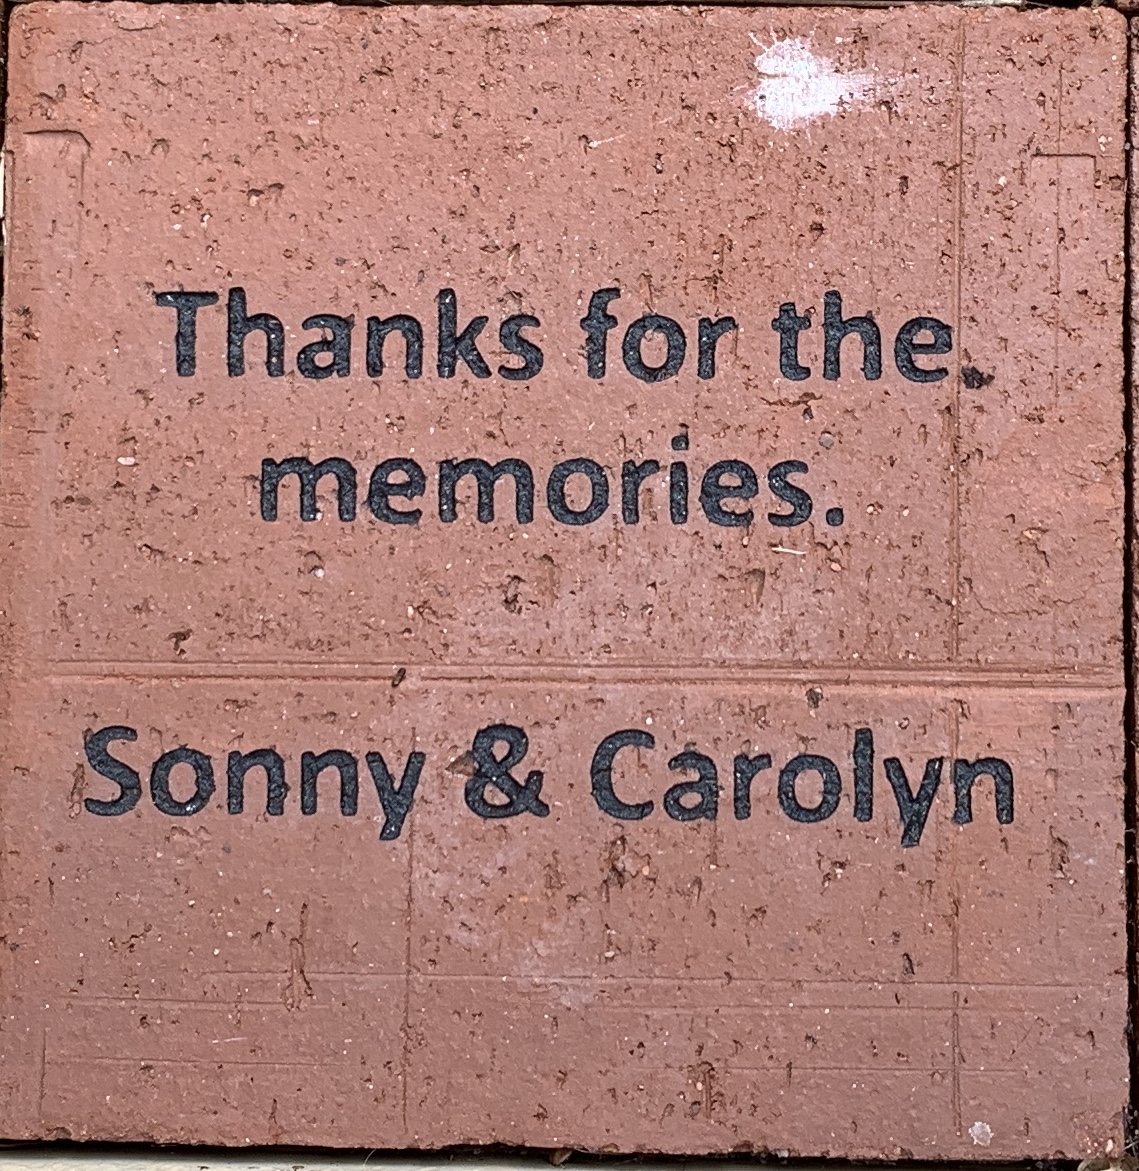 Thanks for the
memories.
Sonny & Carolyn